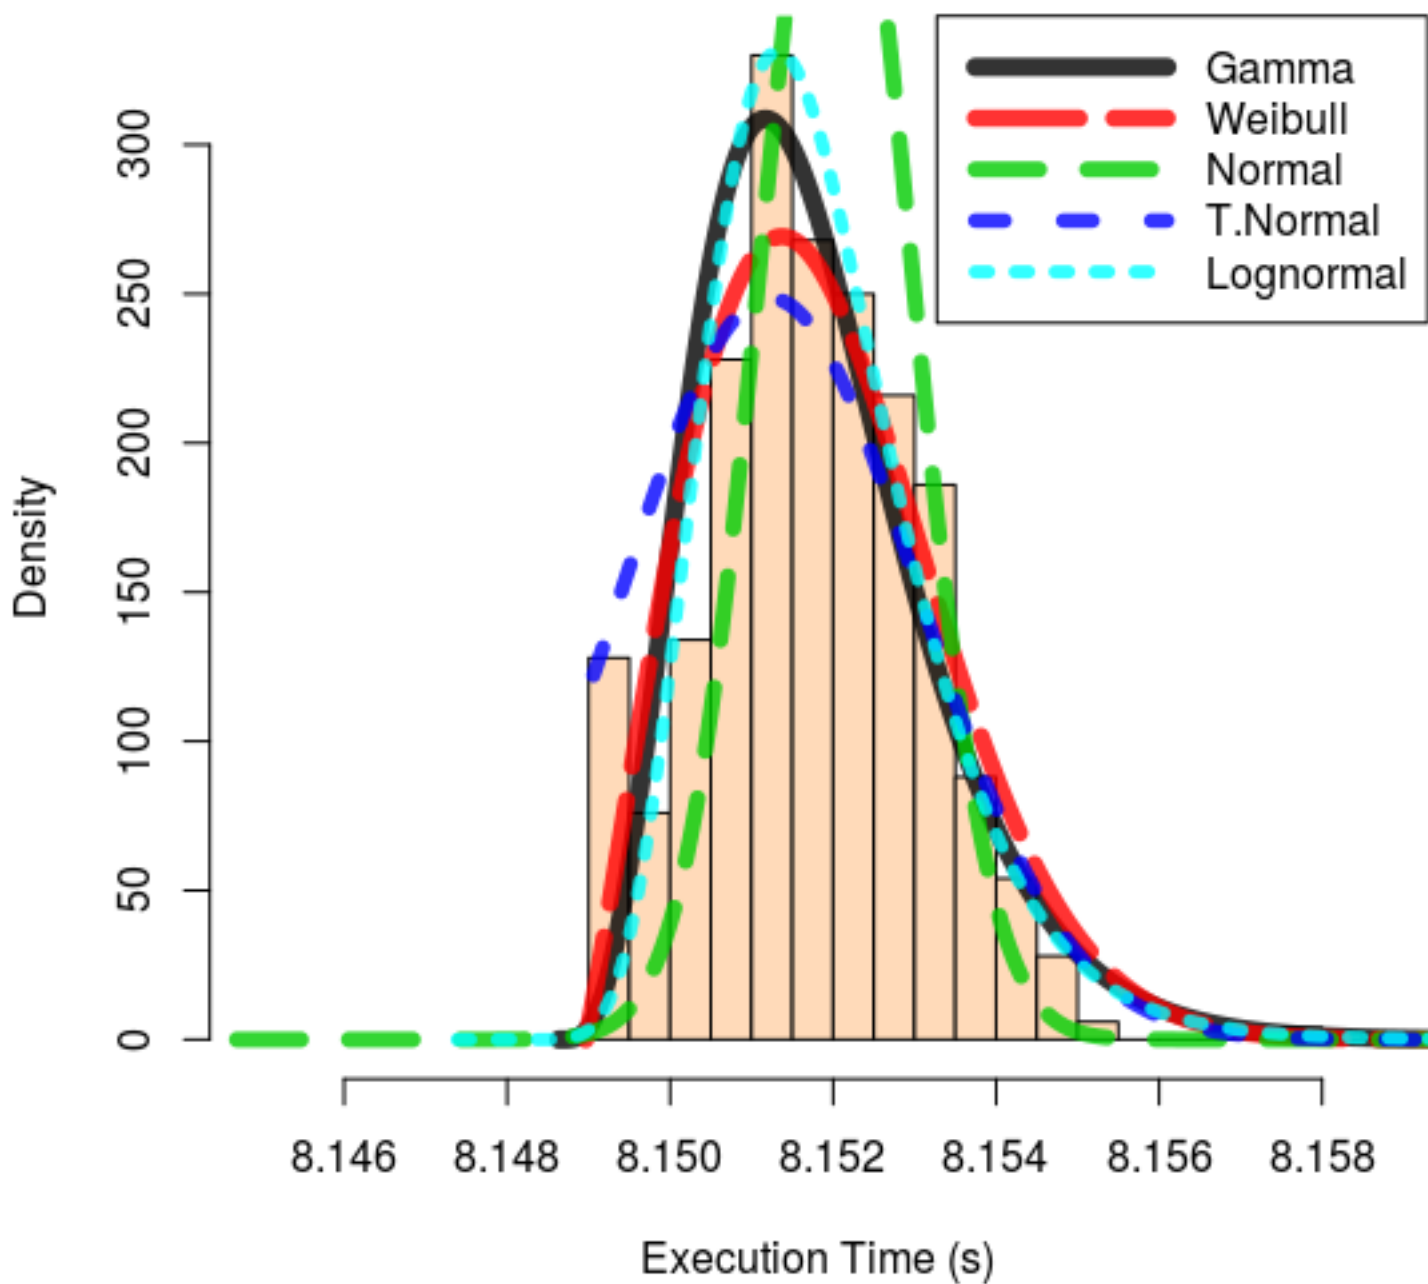 Gamma
Weibull
Normal
T.Normal
Lognormal
Density
300
250
200
150
100
50
0
8.146 8.148 8.150 8.152 8.154 8.156 8.158
Execution Time (s)